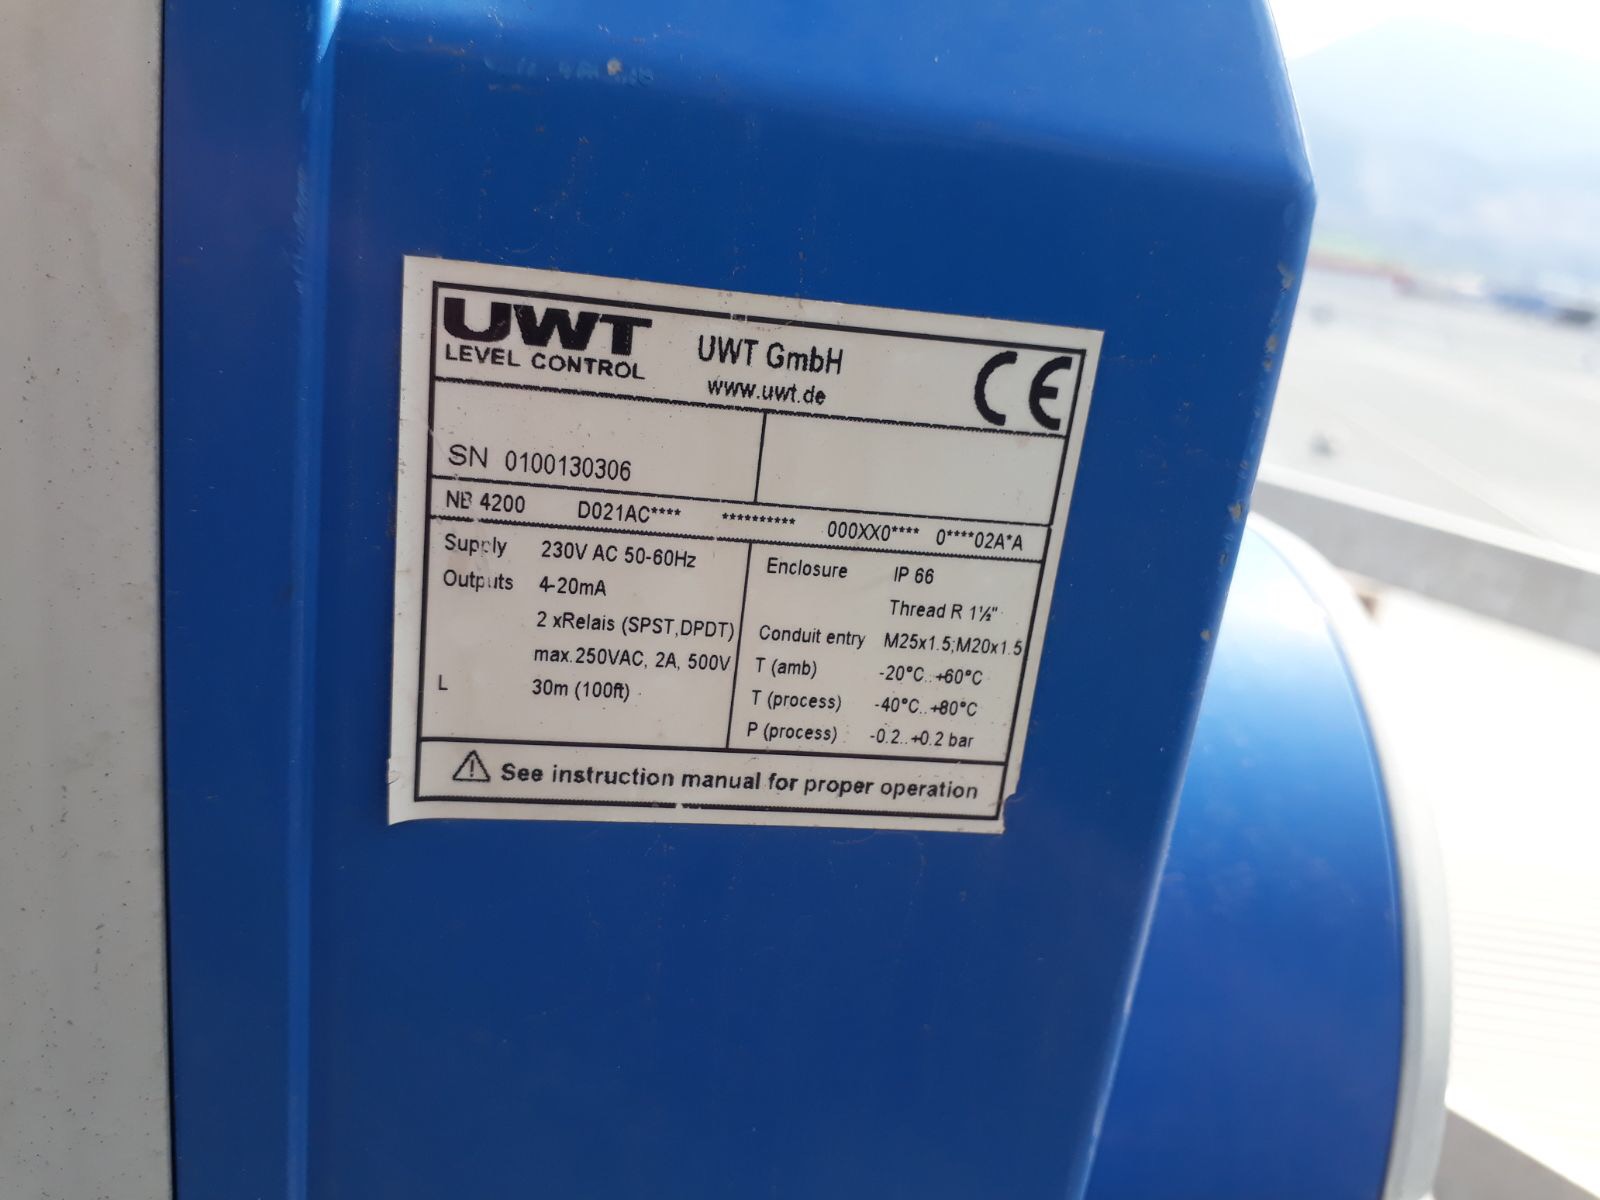 UWT
LEVEL CONTROL
UWT GmbH
www.uwt.de
CE
SN 0100130306
NB 4200 D021AC**** ********** 000XX0**** 0****02A*A
Supply 230V AC 50-60Hz
Outputs 4-20mA
2 xRelais (SPST,DPDT)
max.250VAC, 2A, 500V
L 30m (100ft)
Enclosure IP 66
Thread R 1½"
Conduit entry M25x1.5;M20x1.5
T (amb) -20°C..+60°C
T (process) -40°C..+80°C
P (process) -0.2..+0.2 bar
See instruction manual for proper operation